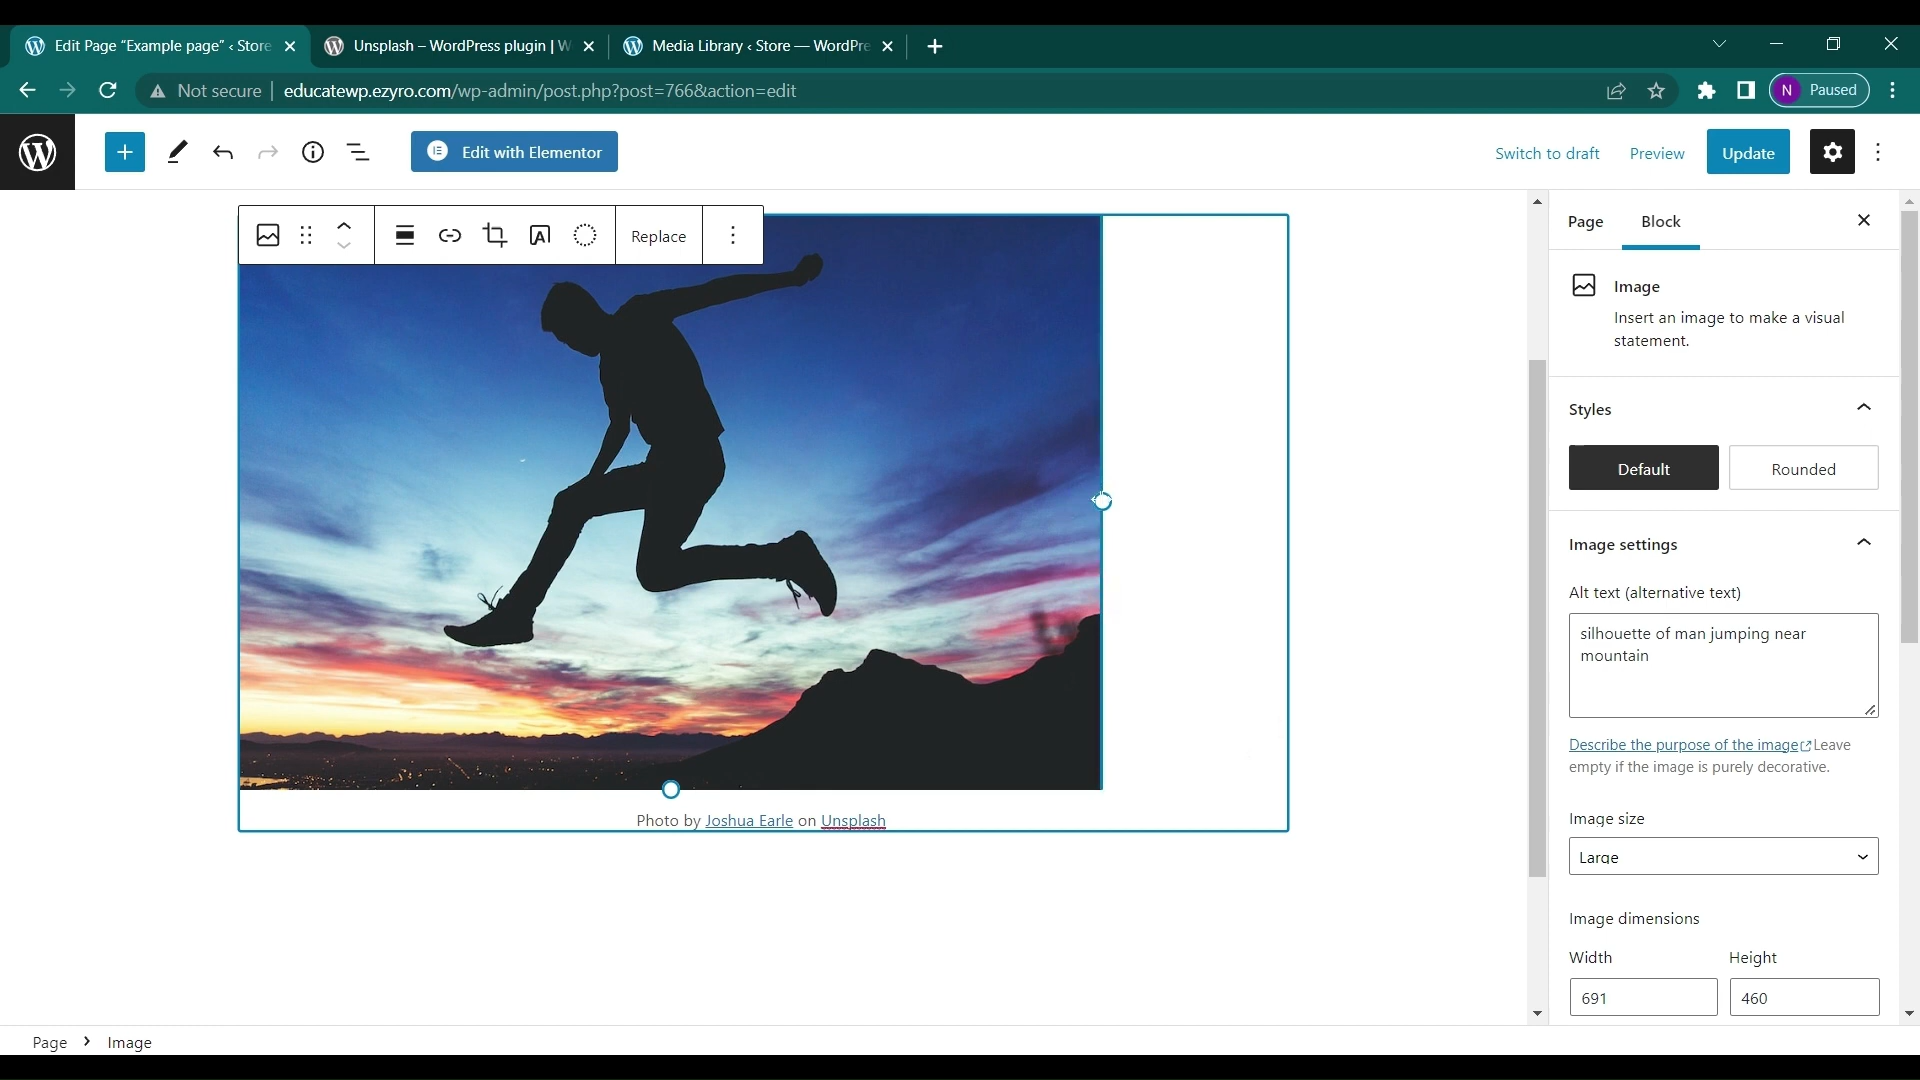 Edit Page “Example page” ‹ Store
Unsplash – WordPress plugin | W
Media Library ‹ Store — WordPre
Not secure
educatewp.ezyro.com/wp-admin/post.php?post=766&action=edit
N Paused
Edit with Elementor
Switch to draft
Preview
Update
Replace
Page
Block
Image
Insert an image to make a visual
statement.
Styles
Default
Rounded
Image settings
Alt text (alternative text)
silhouette of man jumping near
mountain
Describe the purpose of the image Leave
empty if the image is purely decorative.
Image size
Large
Image dimensions
Width
Height
691
460
Photo by Joshua Earle on Unsplash
Page
Image